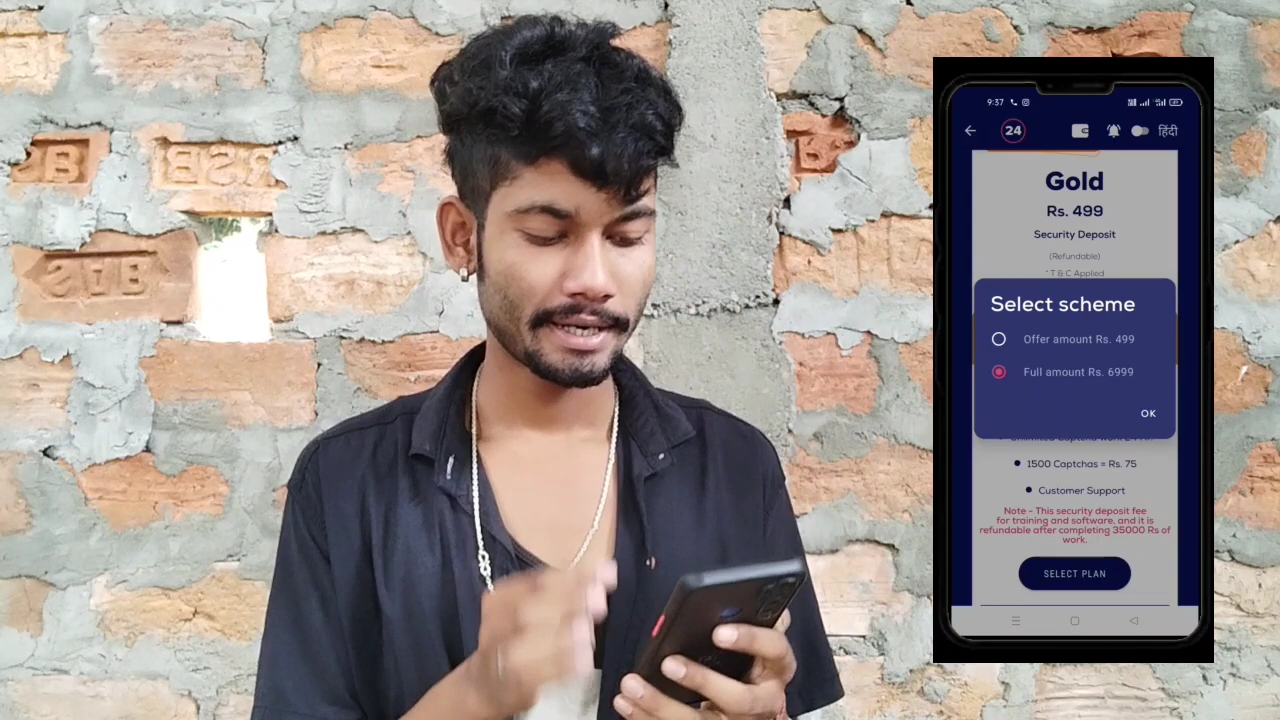 BJS
RSB
B
9:37
24
हिंदी
Gold
Rs. 499
Security Deposit
(Refundable)
* T & C Applied
Select scheme
Offer amount Rs. 499
Full amount Rs. 6999
OK
1500 Captchas = Rs. 75
Customer Support
Note - This security deposit fee
for training and software, and it is
refundable after completing 35000 Rs of
work.
SELECT PLAN